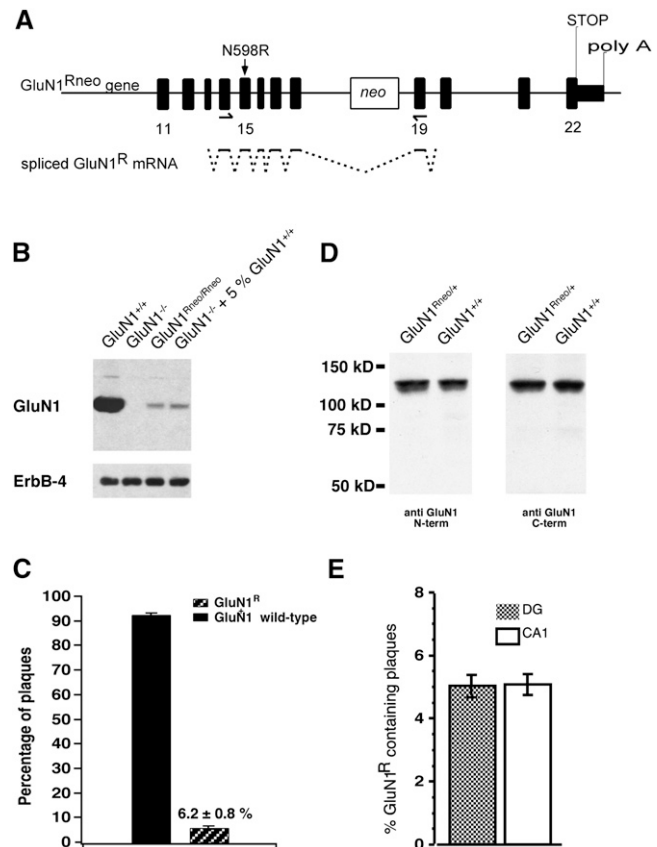 A
STOP
poly A
N598R
GluN1Rneo gene
neo
11
15
19
22
spliced GluN1R mRNA
B
GluN1+/+
GluN1-/-
GluN1Rneo/Rneo
GluN1-/- + 5 % GluN1+/+
GluN1
ErbB-4
D
GluN1Rneo/+
GluN1+/+
GluN1Rneo/+
GluN1+/+
150 kD
100 kD
75 kD
50 kD
anti GluN1
N-term
anti GluN1
C-term
C
Percentage of plaques
100
90
80
70
60
50
40
30
20
10
0
GluN1R
GluN1+ wild-type
6.2 ± 0.8 %
E
% GluN1R containing plaques
8
6
4
2
0
DG
CA1